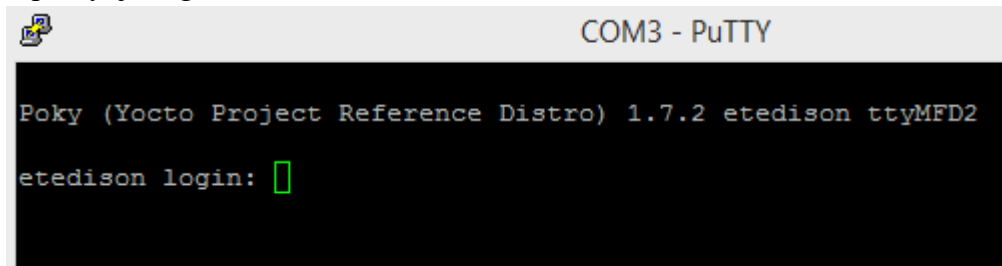 COM3 - PuTTY
Poky (Yocto Project Reference Distro) 1.7.2 etedison ttyMFD2
etedison login: